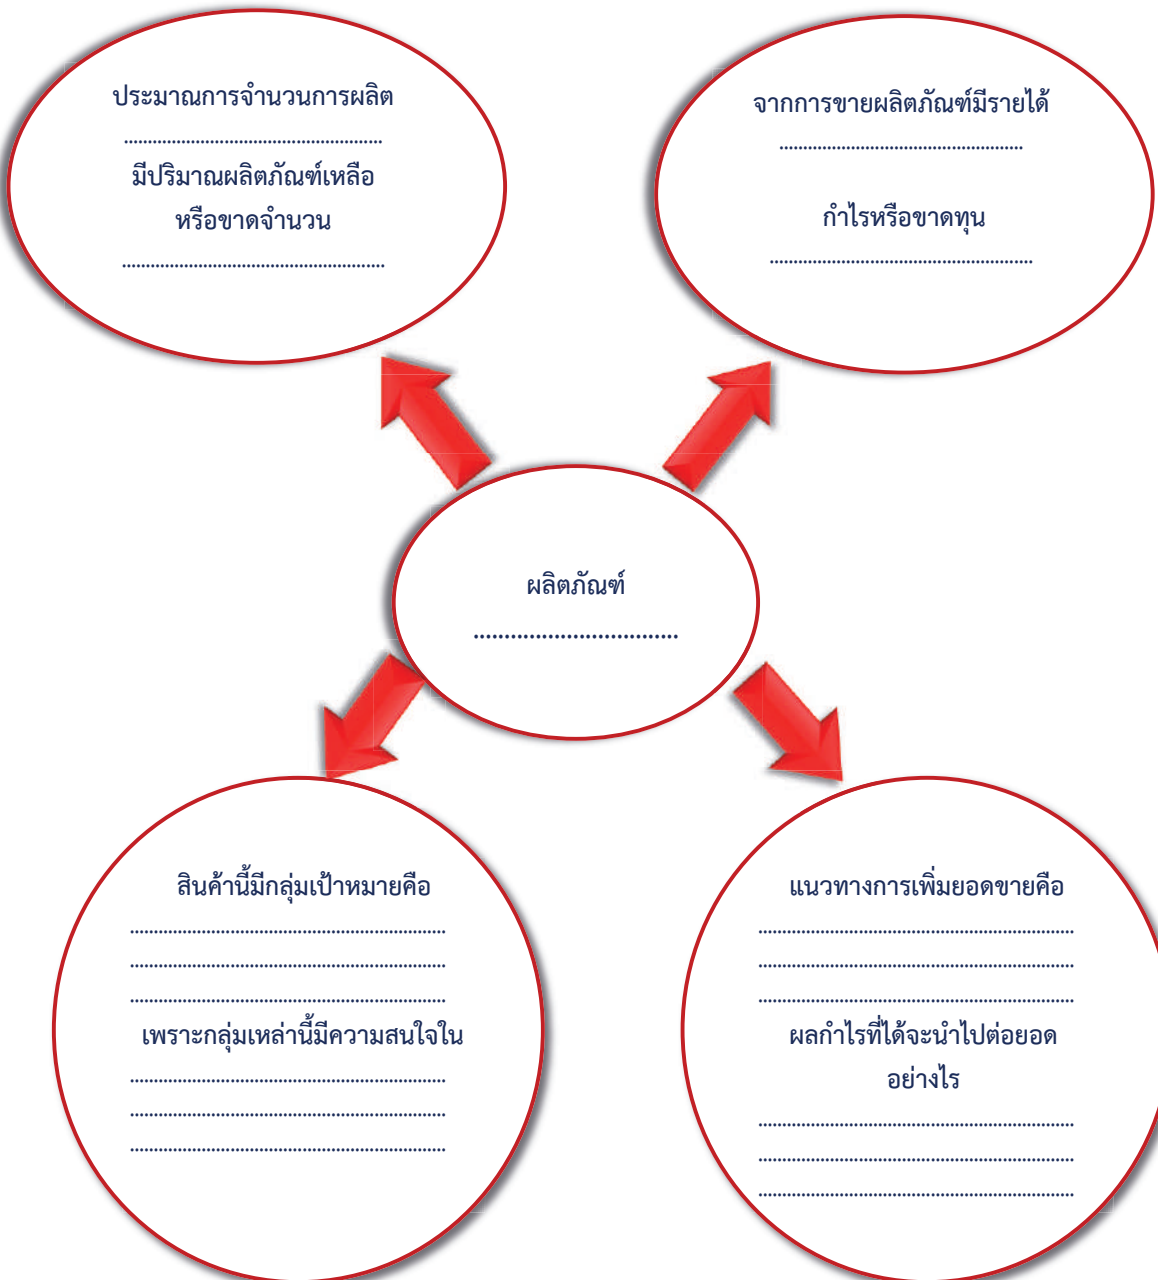 ประมาณการจำนวนการผลิต
......................................................
มีปริมาณผลิตภัณฑ์เหลือ
หรือขาดจำนวน
.......................................................
จากการขายผลิตภัณฑ์มีรายได้
...................................................
กำไรหรือขาดทุน
.......................................................
ผลิตภัณฑ์
.................................
สินค้านี้มีกลุ่มเป้าหมายคือ
..................................................................
..................................................................
..................................................................
เพราะกลุ่มเหล่านี้มีความสนใจใน
..................................................................
..................................................................
..................................................................
แนวทางการเพิ่มยอดขายคือ
..................................................................
..................................................................
..................................................................
ผลกำไรที่ได้จะนำไปต่อยอด
อย่างไร
..................................................................
..................................................................
..................................................................